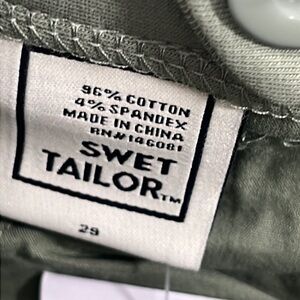 96% COTTON
4% SPANDEX
MADE IN CHINA
RN#146081
SWET
TAILOR™
29